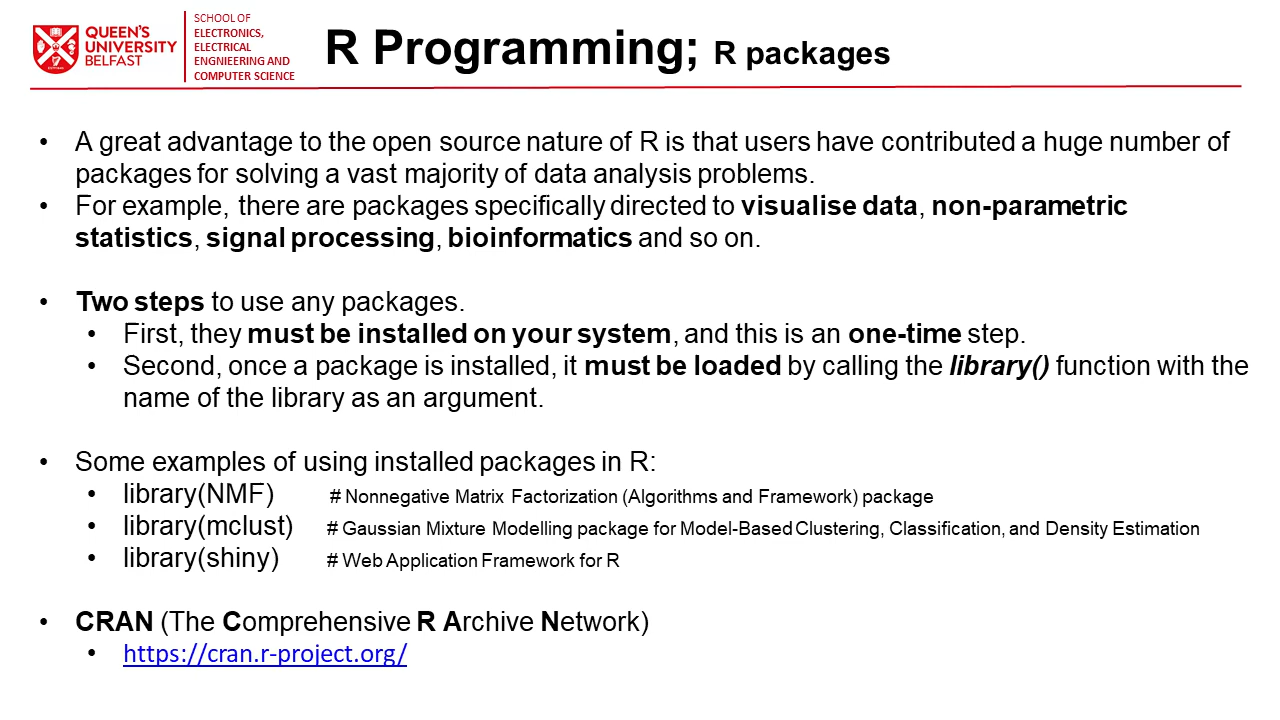 QUEEN'S
UNIVERSITY
BELFAST
SCHOOL OF
ELECTRONICS,
ELECTRICAL
ENGNIEERING AND
COMPUTER SCIENCE
R Programming; R packages
• A great advantage to the open source nature of R is that users have contributed a huge number of
packages for solving a vast majority of data analysis problems.
• For example, there are packages specifically directed to visualise data, non-parametric
statistics, signal processing, bioinformatics and so on.
• Two steps to use any packages.
• First, they must be installed on your system, and this is an one-time step.
• Second, once a package is installed, it must be loaded by calling the library() function with the
name of the library as an argument.
• Some examples of using installed packages in R:
• library(NMF) # Nonnegative Matrix Factorization (Algorithms and Framework) package
• library(mclust) # Gaussian Mixture Modelling package for Model-Based Clustering, Classification, and Density Estimation
• library(shiny) # Web Application Framework for R
• CRAN (The Comprehensive R Archive Network)
• https://cran.r-project.org/